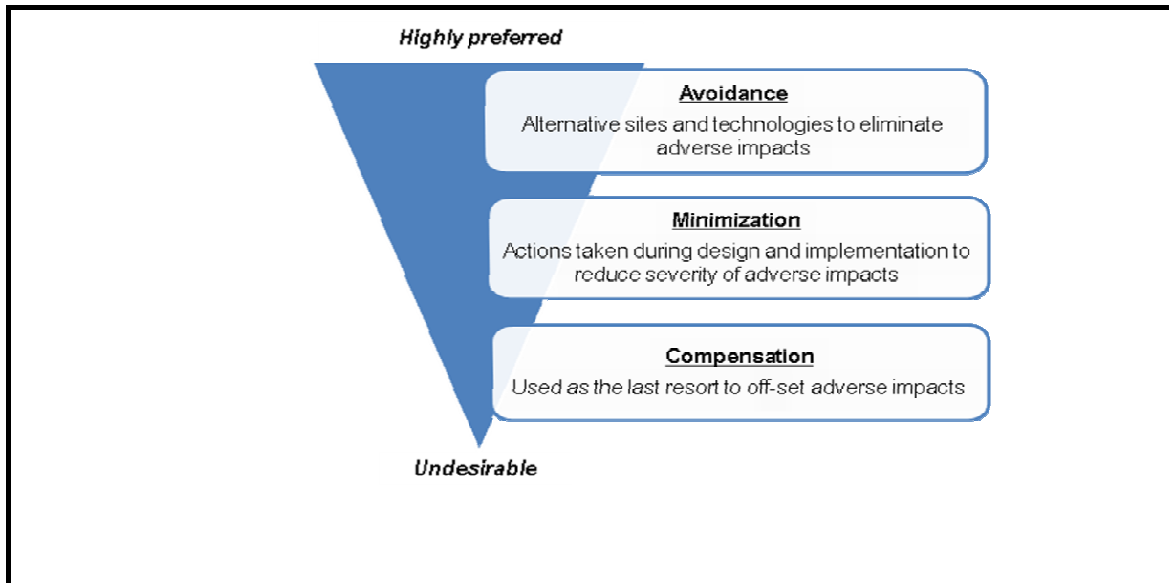 Highly preferred
Avoidance
Alternative sites and technologies to eliminate
adverse impacts
Minimization
Actions taken during design and implementation to
reduce severity of adverse impacts
Compensation
Used as the last resort to off-set adverse impacts
Undesirable